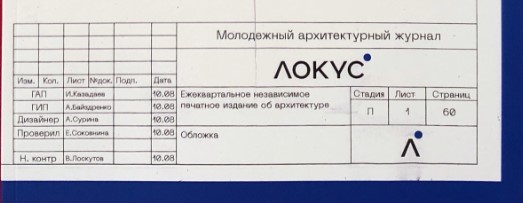 Молодежный архитектурный журнал
ЛОКУС
Изм. Кол. Лист №док. Подп. Дата
ГАП И.Казадаев 10.08
ГИП А.Байздренко 10.08
Дизайнер А.Сурина 10.08
Проверил Е.Соковнина 10.08
Н. контр В.Лоскутов 10.08
Ежеквартальное независимое
печатное издание об архитектуре
Стадия Лист Страниц
П 1 60
Обложка
Л